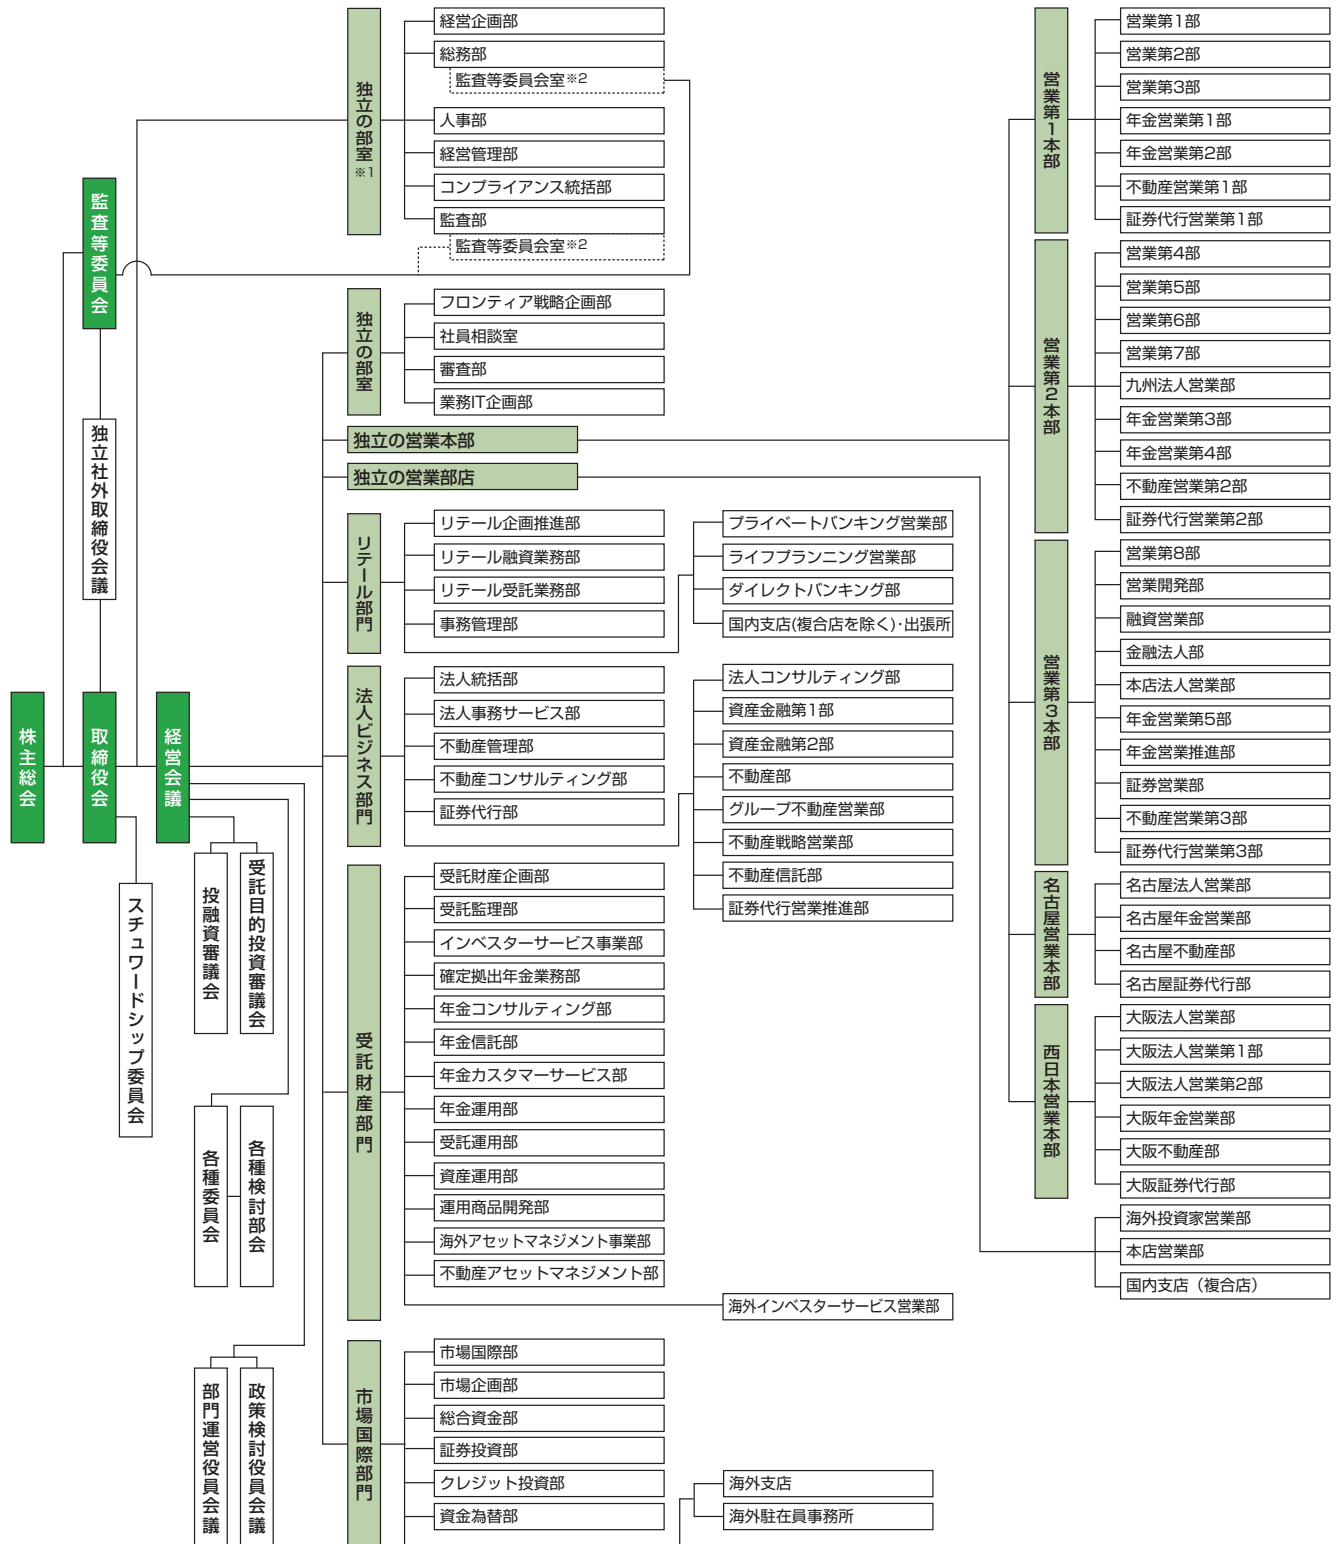 株主総会
監査等委員会
独立社外取締役会議
取締役会
経営会議
スチュワードシップ委員会
投融資審議会
受託目的投資審議会
各種委員会
各種検討部会
部門運営役員会議
政策検討役員会議
独立の部室
※1
経営企画部
総務部
監査等委員会室※2
人事部
経営管理部
コンプライアンス統括部
監査部
監査等委員会室※2
独立の部室
フロンティア戦略企画部
社員相談室
審査部
業務IT企画部
独立の営業本部
独立の営業部店
リテール部門
リテール企画推進部
リテール融資業務部
リテール受託業務部
事務管理部
プライベートバンキング営業部
ライフプランニング営業部
ダイレクトバンキング部
国内支店(複合店を除く)・出張所
法人ビジネス部門
法人統括部
法人事務サービス部
不動産管理部
不動産コンサルティング部
証券代行部
法人コンサルティング部
資産金融第1部
資産金融第2部
不動産部
グループ不動産営業部
不動産戦略営業部
不動産信託部
証券代行営業推進部
受託財産部門
受託財産企画部
受託監理部
インベスターサービス事業部
確定拠出年金業務部
年金コンサルティング部
年金信託部
年金カスタマーサービス部
年金運用部
受託運用部
資産運用部
運用商品開発部
海外アセットマネジメント事業部
不動産アセットマネジメント部
海外インベスターサービス営業部
市場国際部門
市場国際部
市場企画部
総合資金部
証券投資部
クレジット投資部
資金為替部
海外支店
海外駐在員事務所
営業第1本部
営業第1部
営業第2部
営業第3部
年金営業第1部
年金営業第2部
不動産営業第1部
証券代行営業第1部
営業第2本部
営業第4部
営業第5部
営業第6部
営業第7部
九州法人営業部
年金営業第3部
年金営業第4部
不動産営業第2部
証券代行営業第2部
営業第3本部
営業第8部
営業開発部
融資営業部
金融法人部
本店法人営業部
年金営業第5部
年金営業推進部
証券営業部
不動産営業第3部
証券代行営業第3部
名古屋営業本部
名古屋法人営業部
名古屋年金営業部
名古屋不動産部
名古屋証券代行部
西日本営業本部
大阪法人営業部
大阪法人営業第1部
大阪法人営業第2部
大阪年金営業部
大阪不動産部
大阪証券代行部
海外投資家営業部
本店営業部
国内支店（複合店）